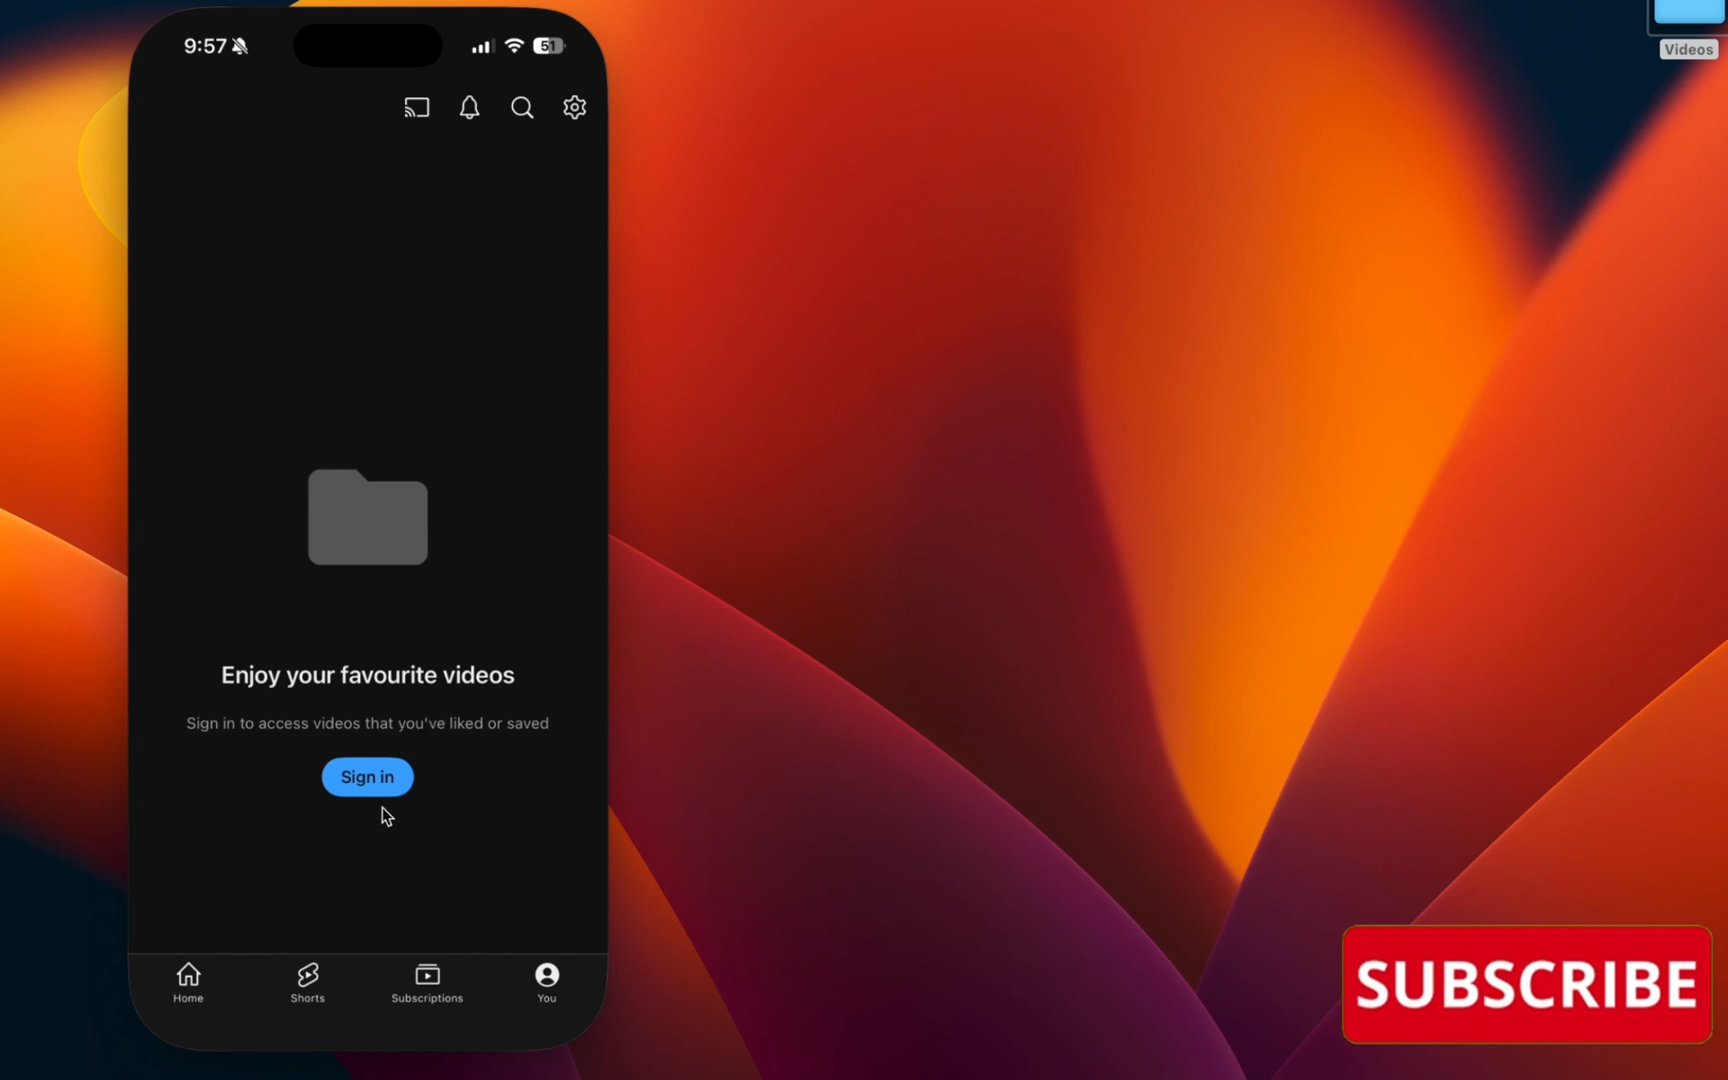 9:57
51
Videos
Enjoy your favourite videos
Sign in to access videos that you've liked or saved
Sign in
Home
Shorts
Subscriptions
You
SUBSCRIBE